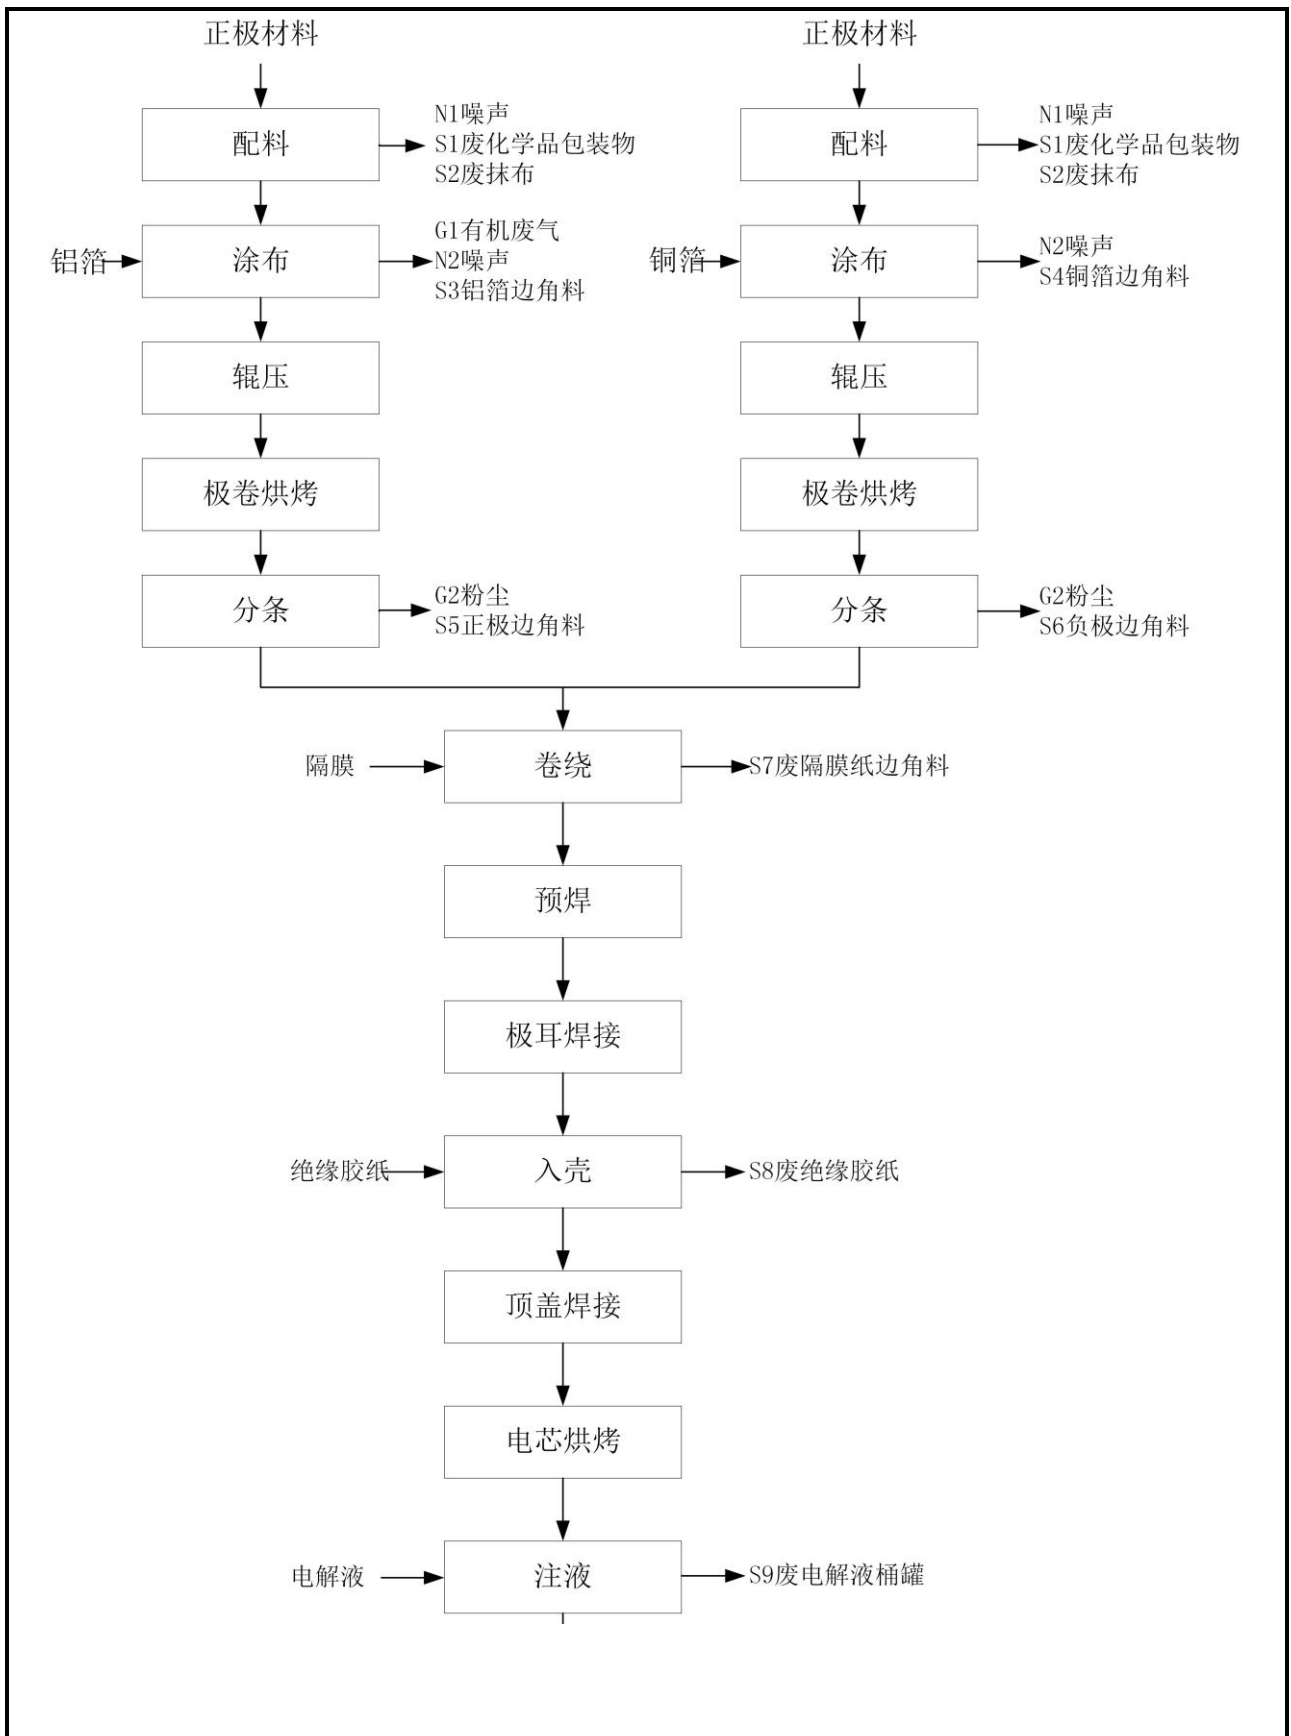 正极材料
正极材料
配料
N1噪声
S1废化学品包装物
S2废抹布
配料
N1噪声
S1废化学品包装物
S2废抹布
铝箔
涂布
G1有机废气
N2噪声
S3铝箔边角料
铜箔
涂布
N2噪声
S4铜箔边角料
辊压
辊压
极卷烘烤
极卷烘烤
分条
G2粉尘
S5正极边角料
分条
G2粉尘
S6负极边角料
隔膜
卷绕
S7废隔膜纸边角料
预焊
极耳焊接
绝缘胶纸
入壳
S8废绝缘胶纸
顶盖焊接
电芯烘烤
电解液
注液
S9废电解液桶罐